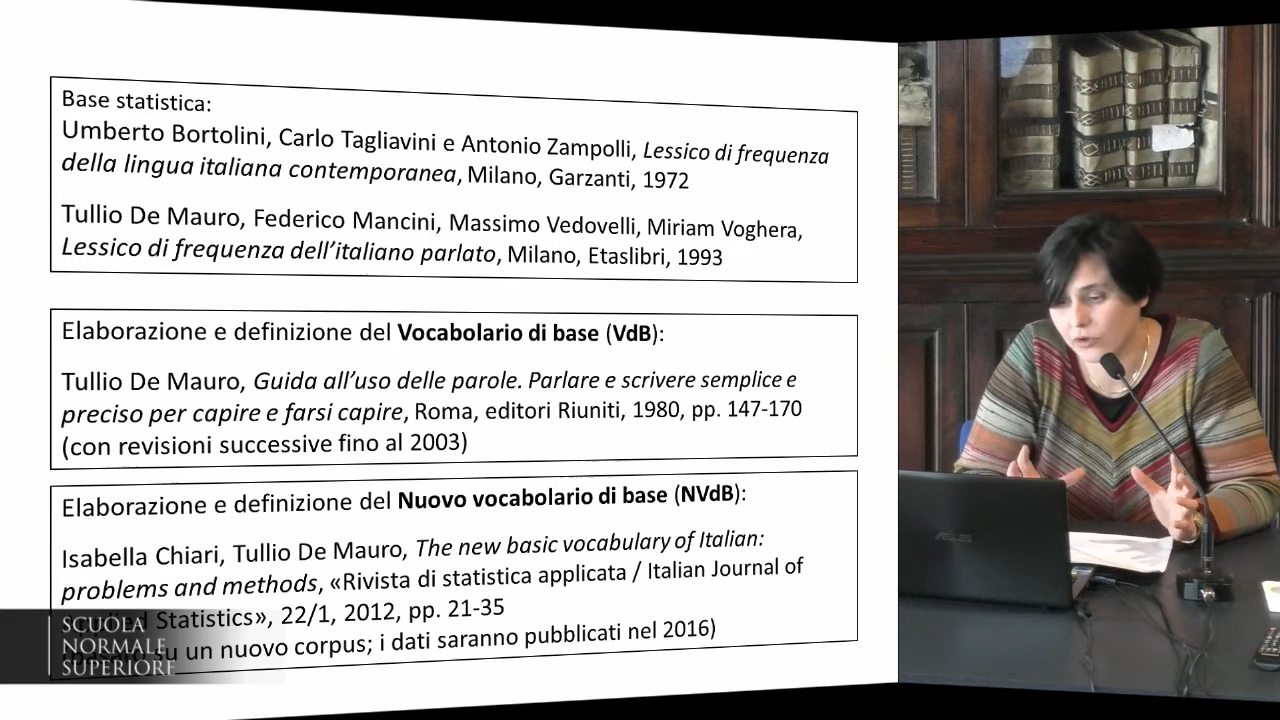 Base statistica:
Umberto Bortolini, Carlo Tagliavini e Antonio Zampolli, Lessico di frequenza
della lingua italiana contemporanea, Milano, Garzanti, 1972
Tullio De Mauro, Federico Mancini, Massimo Vedovelli, Miriam Voghera,
Lessico di frequenza dell’italiano parlato, Milano, Etaslibri, 1993
Elaborazione e definizione del Vocabolario di base (VdB):
Tullio De Mauro, Guida all’uso delle parole. Parlare e scrivere semplice e
preciso per capire e farsi capire, Roma, editori Riuniti, 1980, pp. 147-170
(con revisioni successive fino al 2003)
Elaborazione e definizione del Nuovo vocabolario di base (NVdB):
Isabella Chiari, Tullio De Mauro, The new basic vocabulary of Italian:
problems and methods, «Rivista di statistica applicata / Italian Journal of
Applied Statistics», 22/1, 2012, pp. 21-35
su un nuovo corpus; i dati saranno pubblicati nel 2016)
SCUOLA
NORMALE
SUPERIORE
ASUS